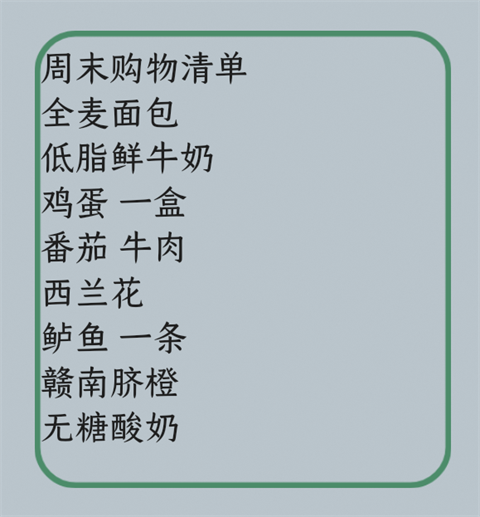 周末购物清单
全麦面包
低脂鲜牛奶
鸡蛋 一盒
番茄 牛肉
西兰花
鲈鱼 一条
赣南脐橙
无糖酸奶